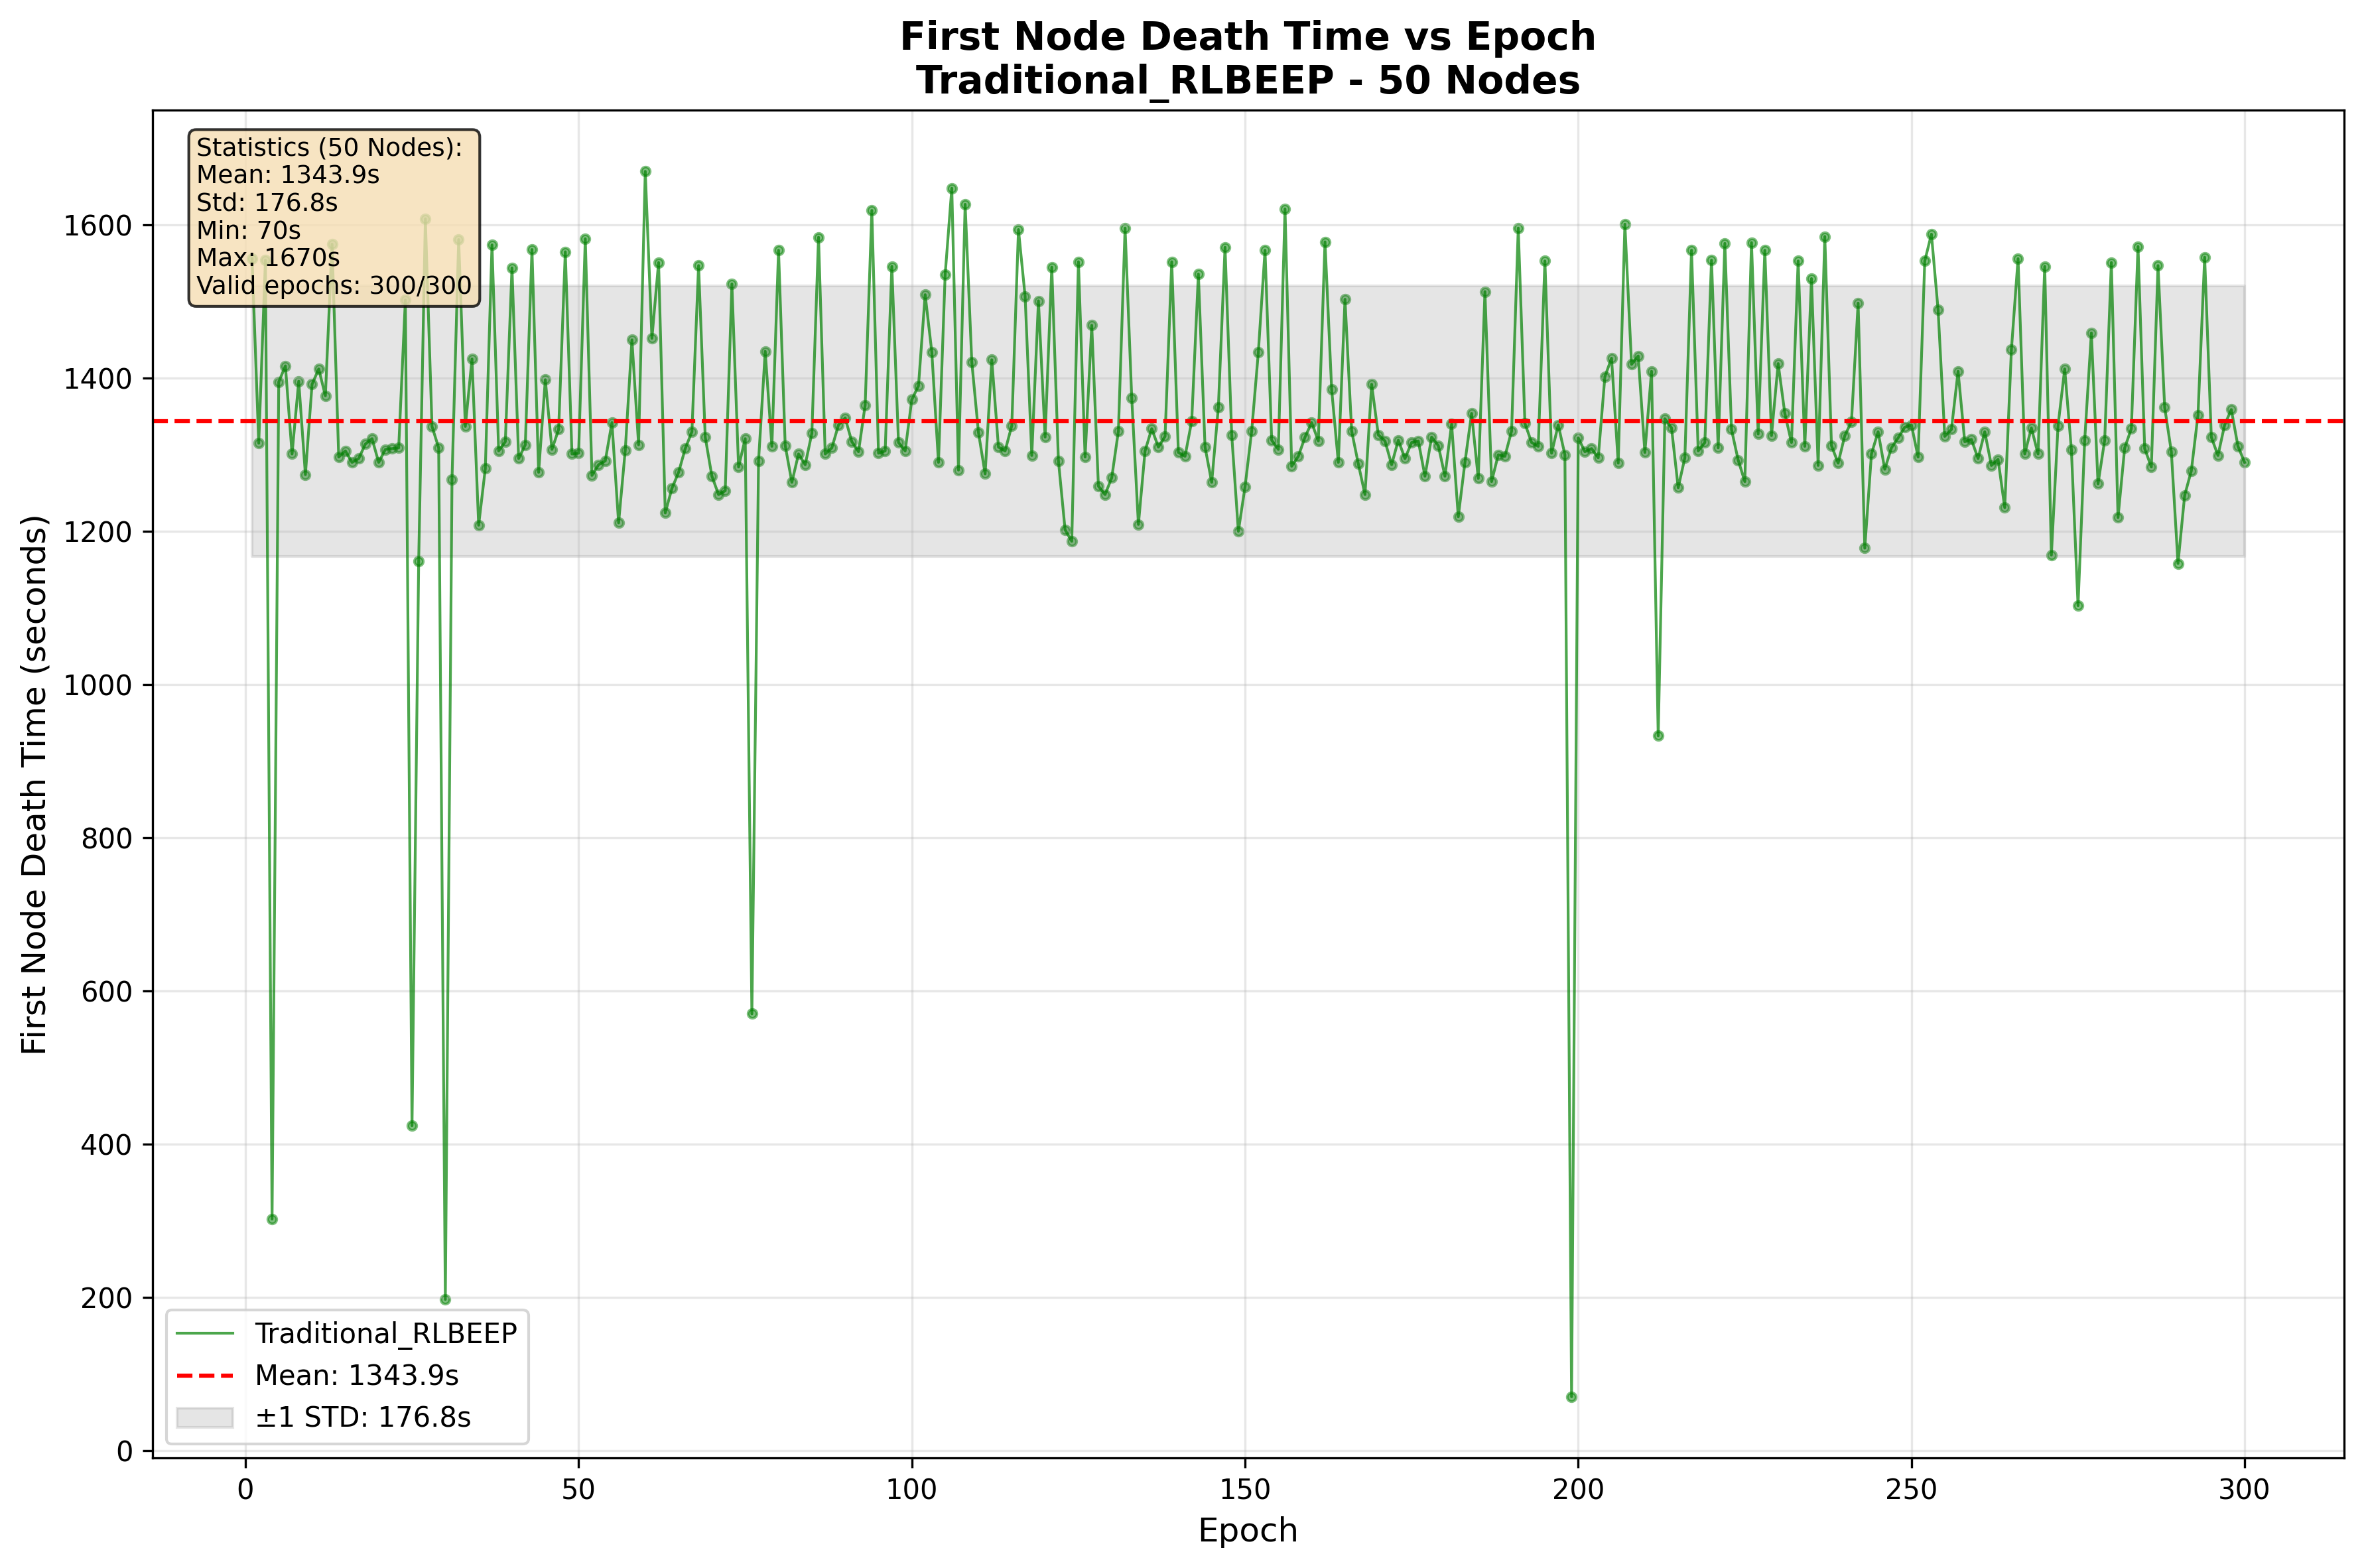 First Node Death Time vs Epoch
Traditional_RLBEEP - 50 Nodes
Statistics (50 Nodes):
Mean: 1343.9s
Std: 176.8s
Min: 70s
Max: 1670s
Valid epochs: 300/300
First Node Death Time (seconds)
1600
1400
1200
1000
800
600
400
200
0
Traditional_RLBEEP
Mean: 1343.9s
±1 STD: 176.8s
0 50 100 150 200 250 300
Epoch